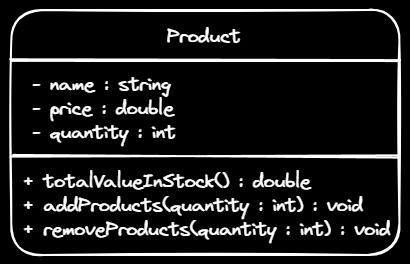 Product
- name : string
- price : double
- quantity : int
+ totalValueInStock() : double
+ addProducts(quantity : int) : void
+ removeProducts(quantity : int) : void